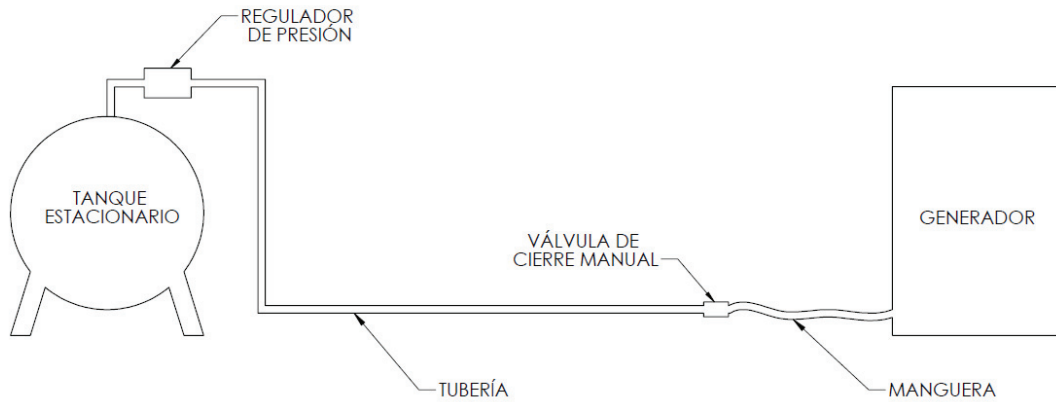 REGULADOR
DE PRESIÓN
TANQUE
ESTACIONARIO
VÁLVULA DE
CIERRE MANUAL
GENERADOR
TUBERÍA
MANGUERA